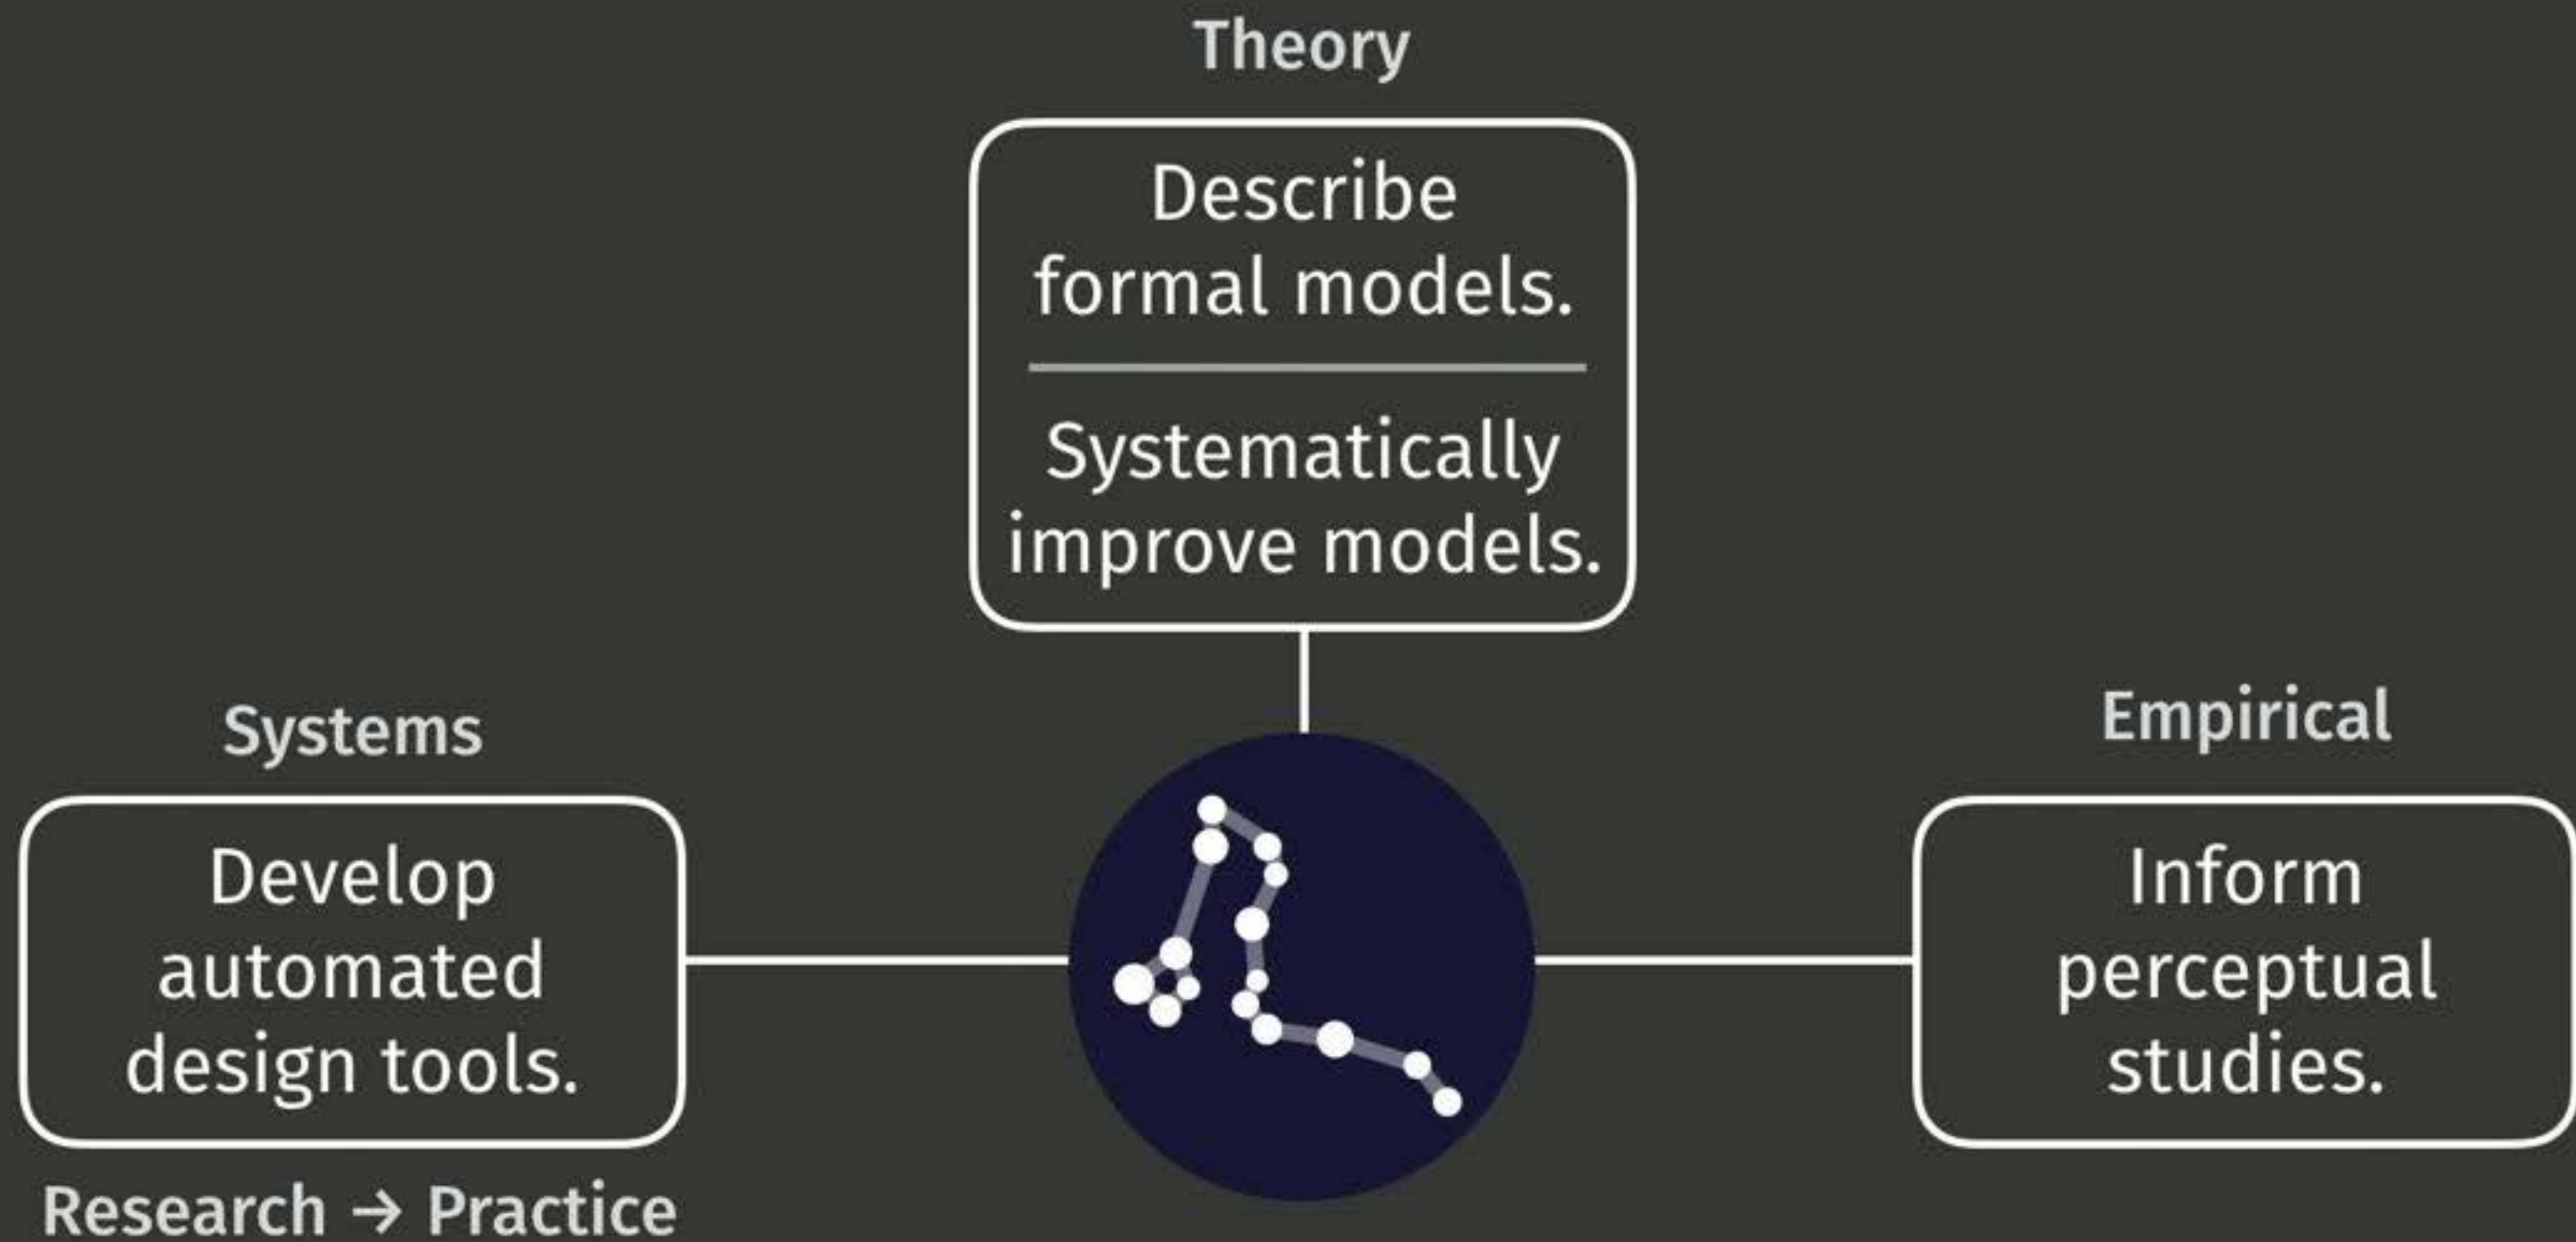 Theory
Describe
formal models.
Systematically
improve models.
Systems
Develop
automated
design tools.
Research → Practice
Empirical
Inform
perceptual
studies.